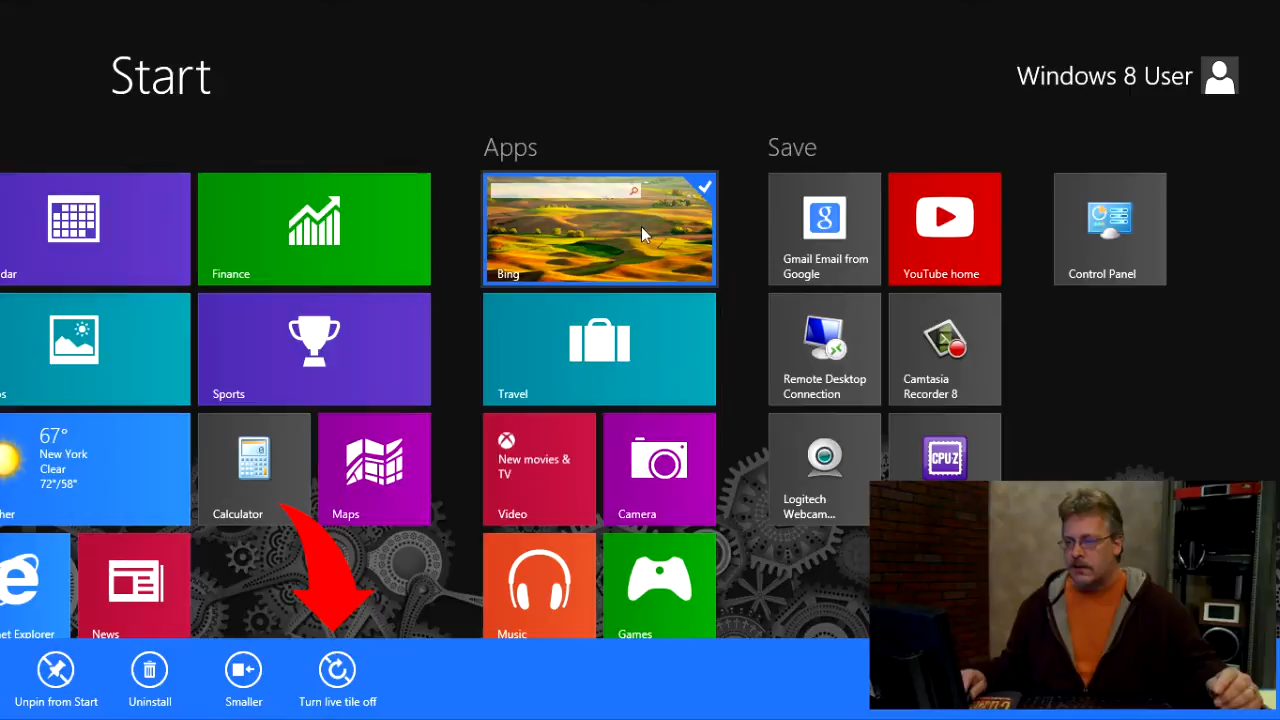 Start
Windows 8 User
Apps
Save
dar
Finance
Bing
Gmail Email from
Google
YouTube home
Control Panel
os
Sports
Travel
Remote Desktop
Connection
Camtasia
Recorder 8
67°
New York
Clear
72°/58°
ther
Calculator
Maps
New movies &
TV
Video
Camera
Logitech
Webcam...
CPU-Z
net Explorer
News
Music
Games
Unpin from Start
Uninstall
Smaller
Turn live tile off